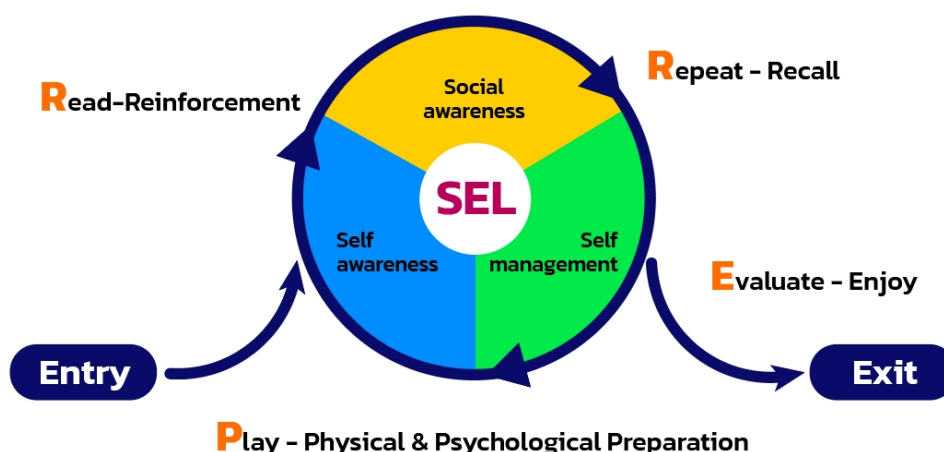 Read-Reinforcement
Repeat - Recall
Social
awareness
SEL
Self
awareness
Self
management
Evaluate - Enjoy
Entry
Exit
Play - Physical & Psychological Preparation